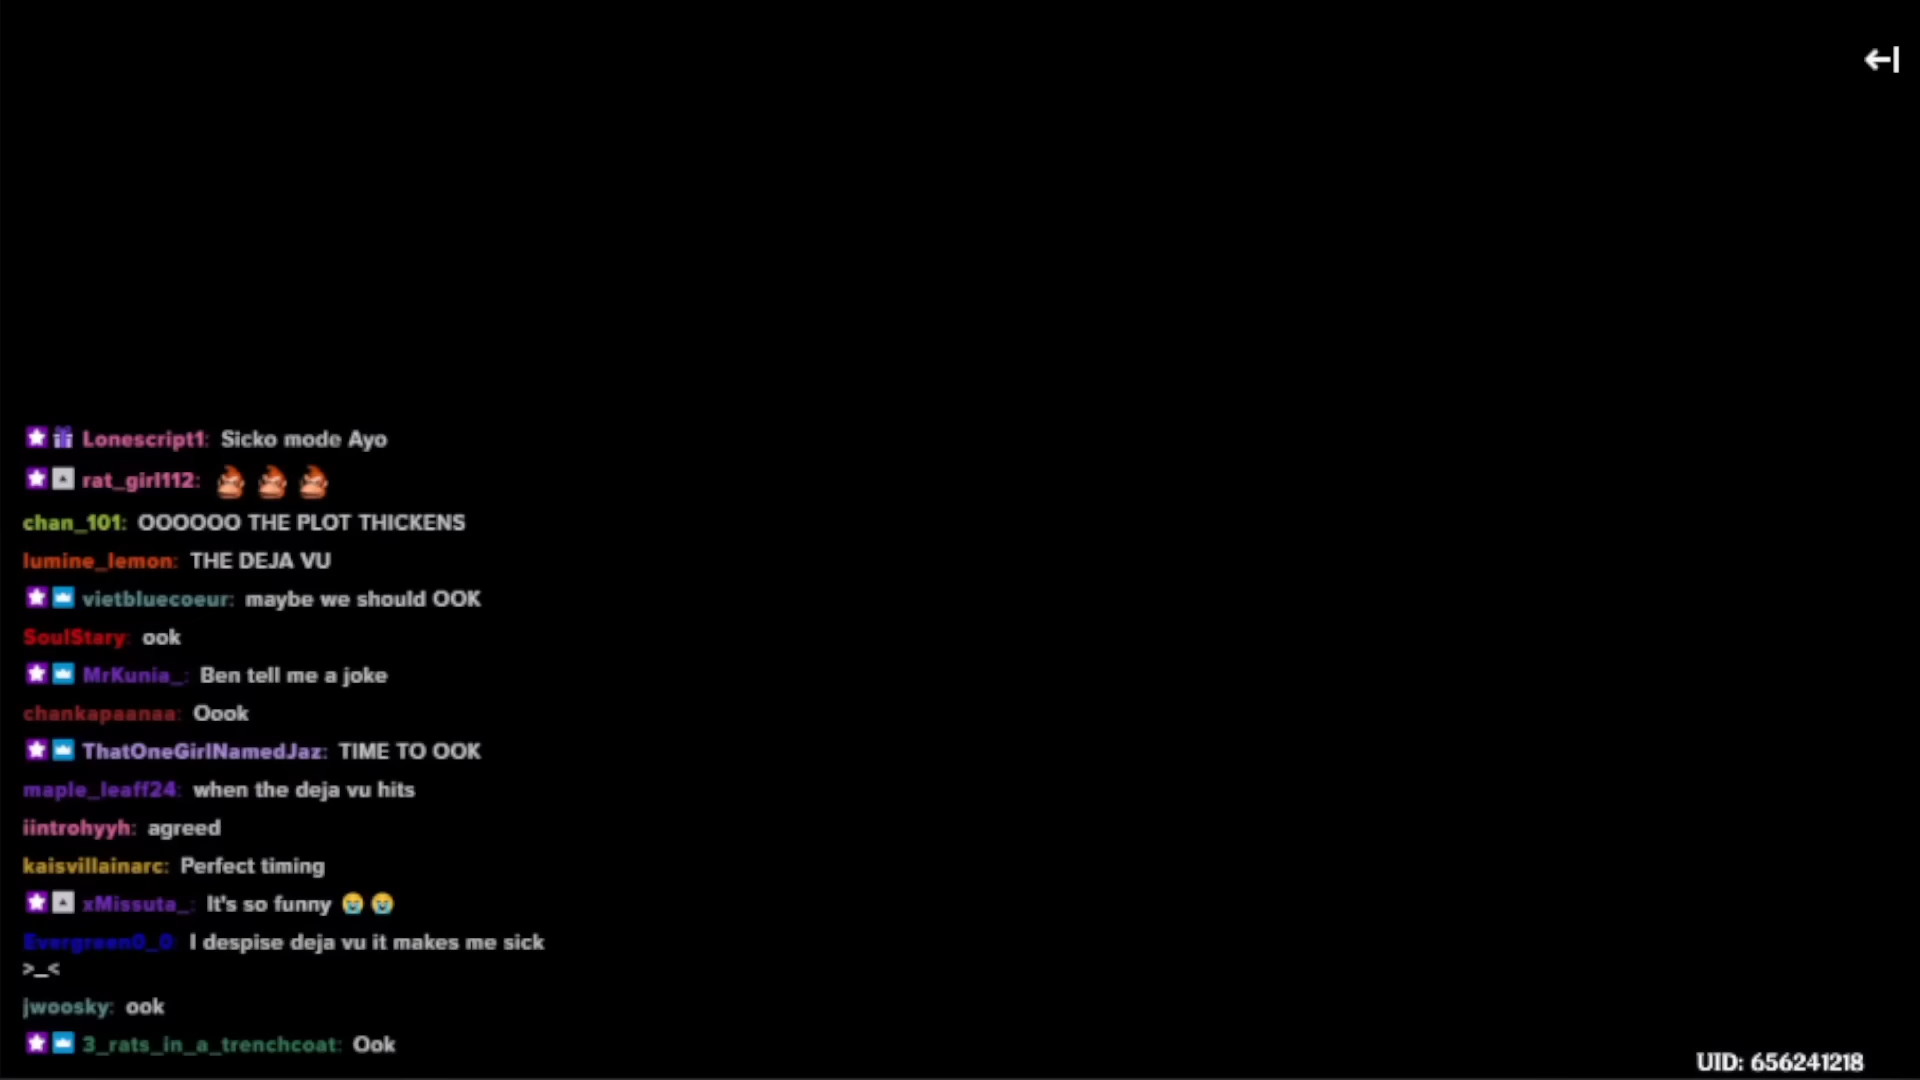 Lonescript1: Sicko mode Ayo
rat_girl112:
chan_101: OOOOOO THE PLOT THICKENS
lumine_lemon: THE DEJA VU
vietbluecoeur: maybe we should OOK
SoulStary: ook
MrKunia_: Ben tell me a joke
chankapaanaa: Oook
ThatOneGirlNamedJaz: TIME TO OOK
maple_leaff24: when the deja vu hits
iintrohyyh: agreed
kaisvillainarc: Perfect timing
xMissuta_: It's so funny 😭 😭
Evergreen0_0: I despise deja vu it makes me sick
>_<
jwoosky: ook
3_rats_in_a_trenchcoat: Ook
UID: 656241218